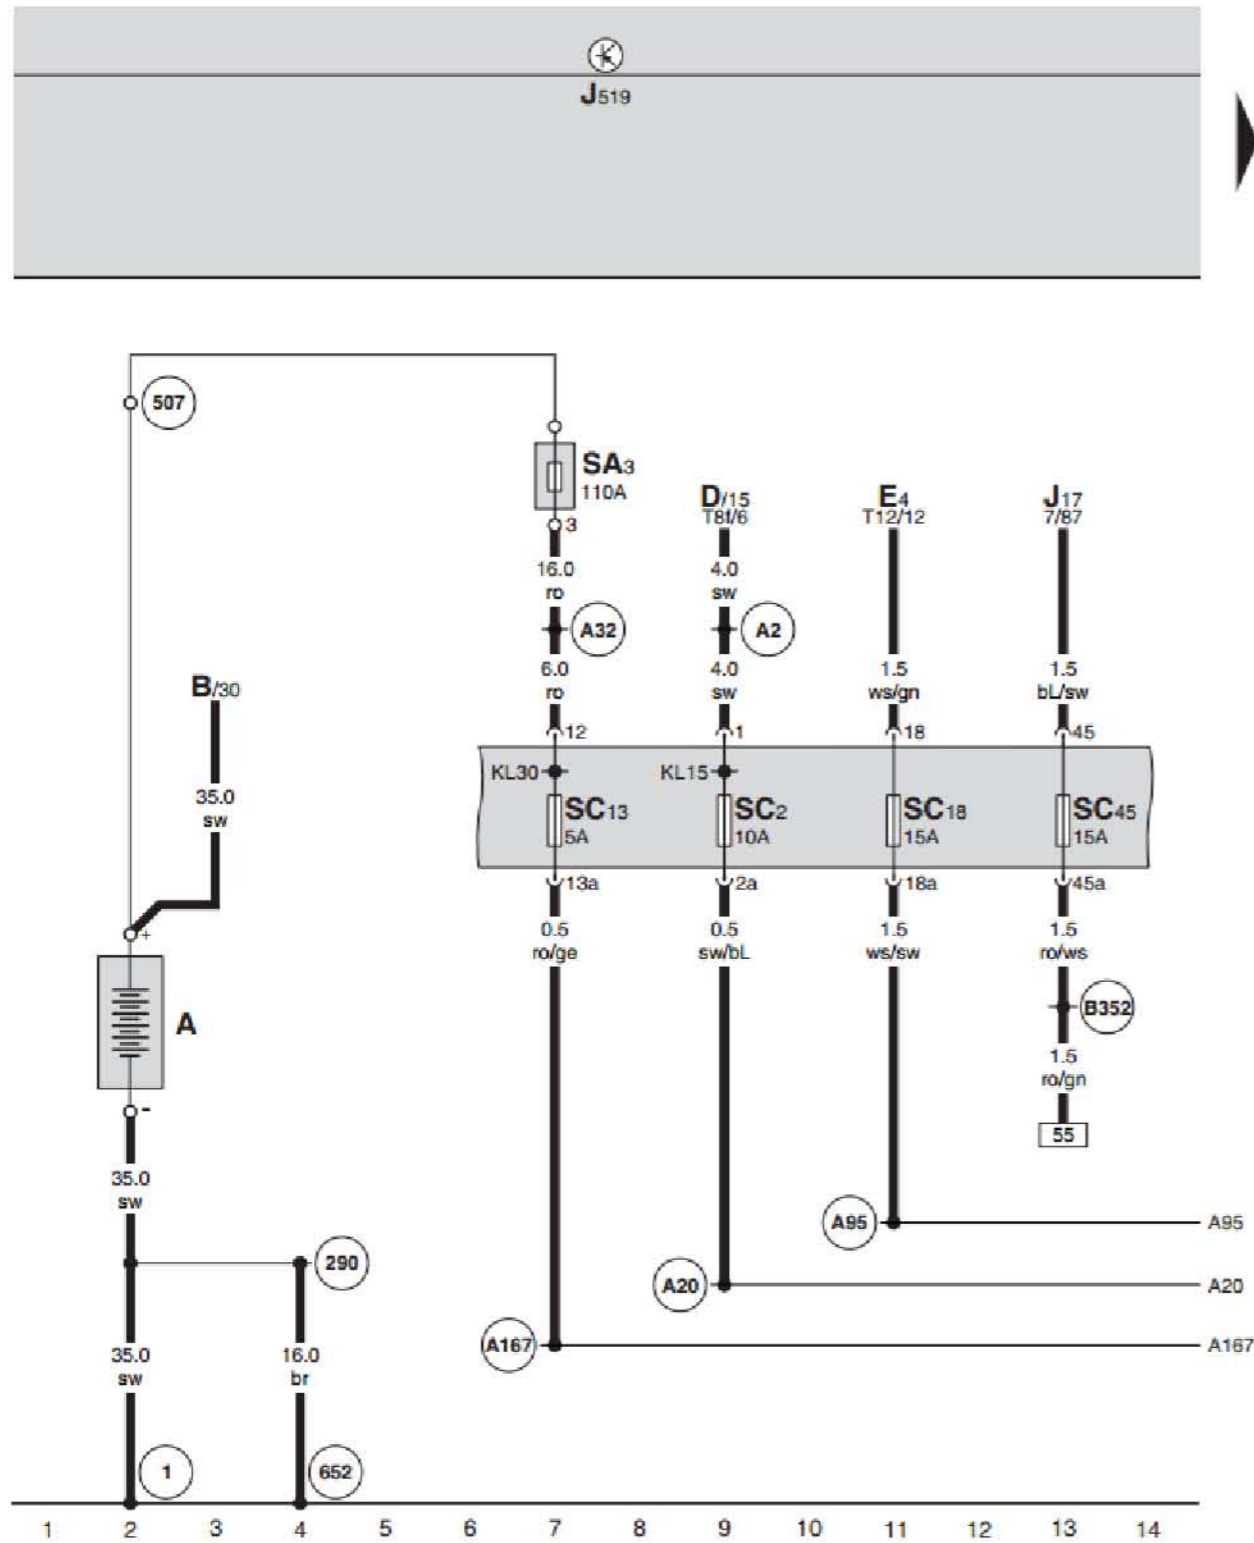 J519
507
SA3
110A
3
D/15
T8f/6
E4
T12/12
J17
7/87
16.0
ro
4.0
sw
A32
A2
6.0
ro
4.0
sw
1.5
ws/gn
1.5
bL/sw
B/30
12
1
18
45
KL30
KL15
35.0
sw
SC13
5A
SC2
10A
SC18
15A
SC45
15A
13a
2a
18a
45a
+
0.5
ro/ge
0.5
sw/bL
1.5
ws/sw
1.5
ro/ws
A
B352
1.5
ro/gn
-
55
35.0
sw
A95
A95
290
A20
A20
A167
A167
35.0
sw
16.0
br
1
652
1 2 3 4 5 6 7 8 9 10 11 12 13 14